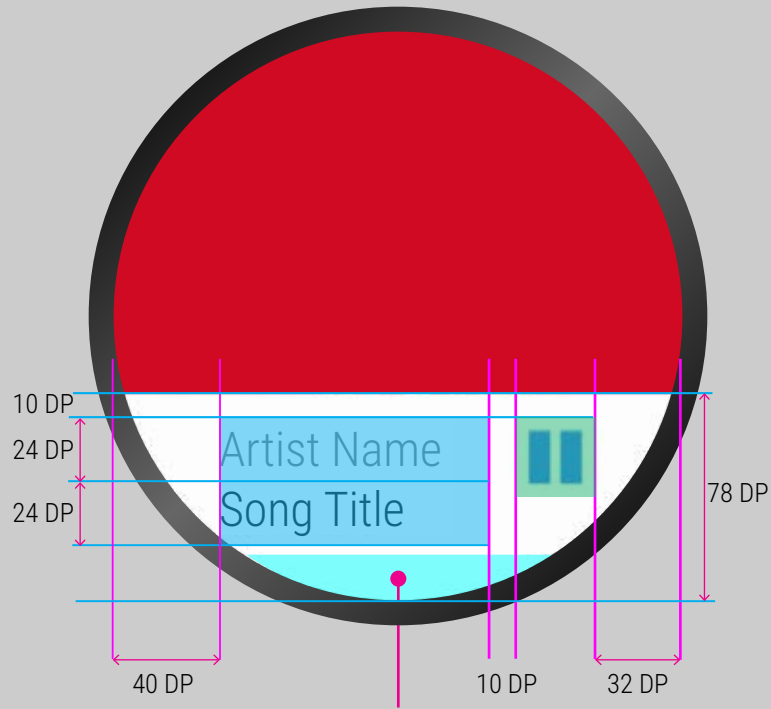 10 DP
24 DP
Artist Name
78 DP
24 DP
Song Title
40 DP
10 DP
32 DP